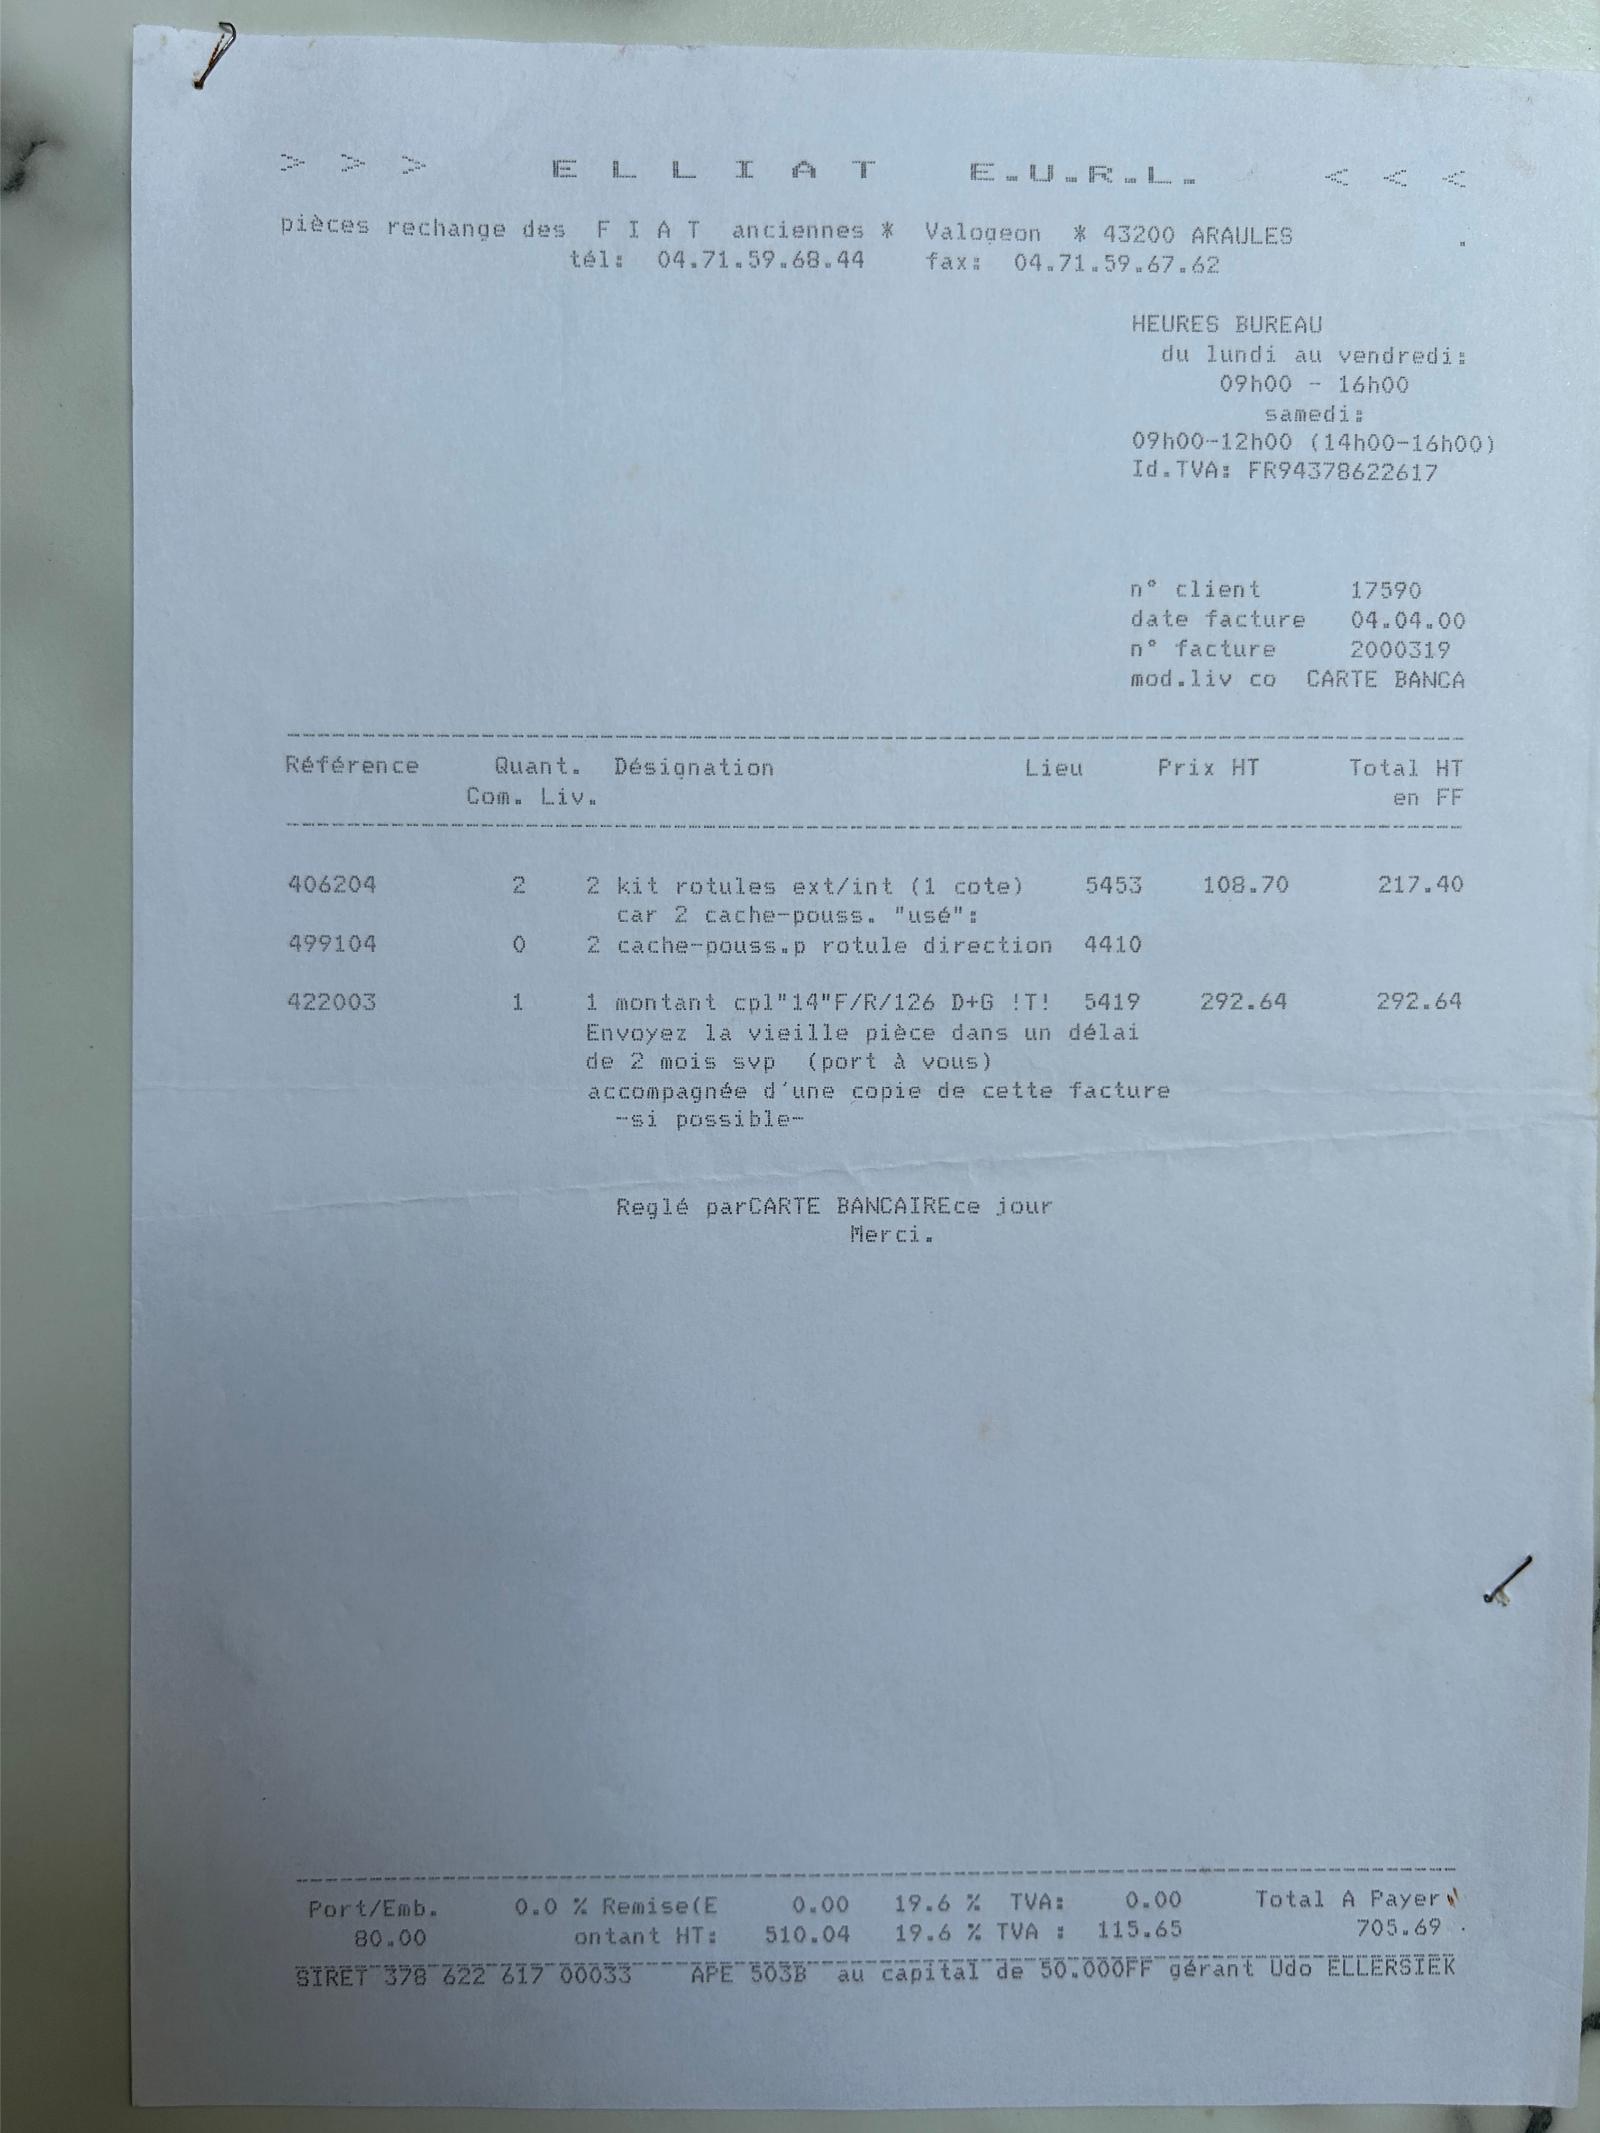 > > > E L L I A T E.U.R.L. < < <
pièces rechange des F I A T anciennes * Valogeon * 43200 ARAULES
tél: 04.71.59.68.44 fax: 04.71.59.67.62
HEURES BUREAU
du lundi au vendredi:
09h00 - 16h00
samedi:
09h00-12h00 (14h00-16h00)
Id.TVA: FR94378622617
n° client 17590
date facture 04.04.00
n° facture 2000319
mod.liv co CARTE BANCA
Référence Quant. Désignation Lieu Prix HT Total HT
Com. Liv. en FF
406204 2 2 kit rotules ext/int (1 cote) 5453 108.70 217.40
car 2 cache-pouss. "usé":
499104 0 2 cache-pouss.p rotule direction 4410
422003 1 1 montant cpl"14"F/R/126 D+G !T! 5419 292.64 292.64
Envoyez la vieille pièce dans un délai
de 2 mois svp (port à vous)
accompagnée d'une copie de cette facture
-si possible-
Reglé parCARTE BANCAIREce jour
Merci.
Port/Emb. 0.0 % Remise(E 0.00 19.6 % TVA: 0.00 Total A Payer
80.00 ontant HT: 510.04 19.6 % TVA : 115.65 705.69
SIRET 378 622 617 00033 APE 503B au capital de 50.000FF gérant Udo ELLERSIEK